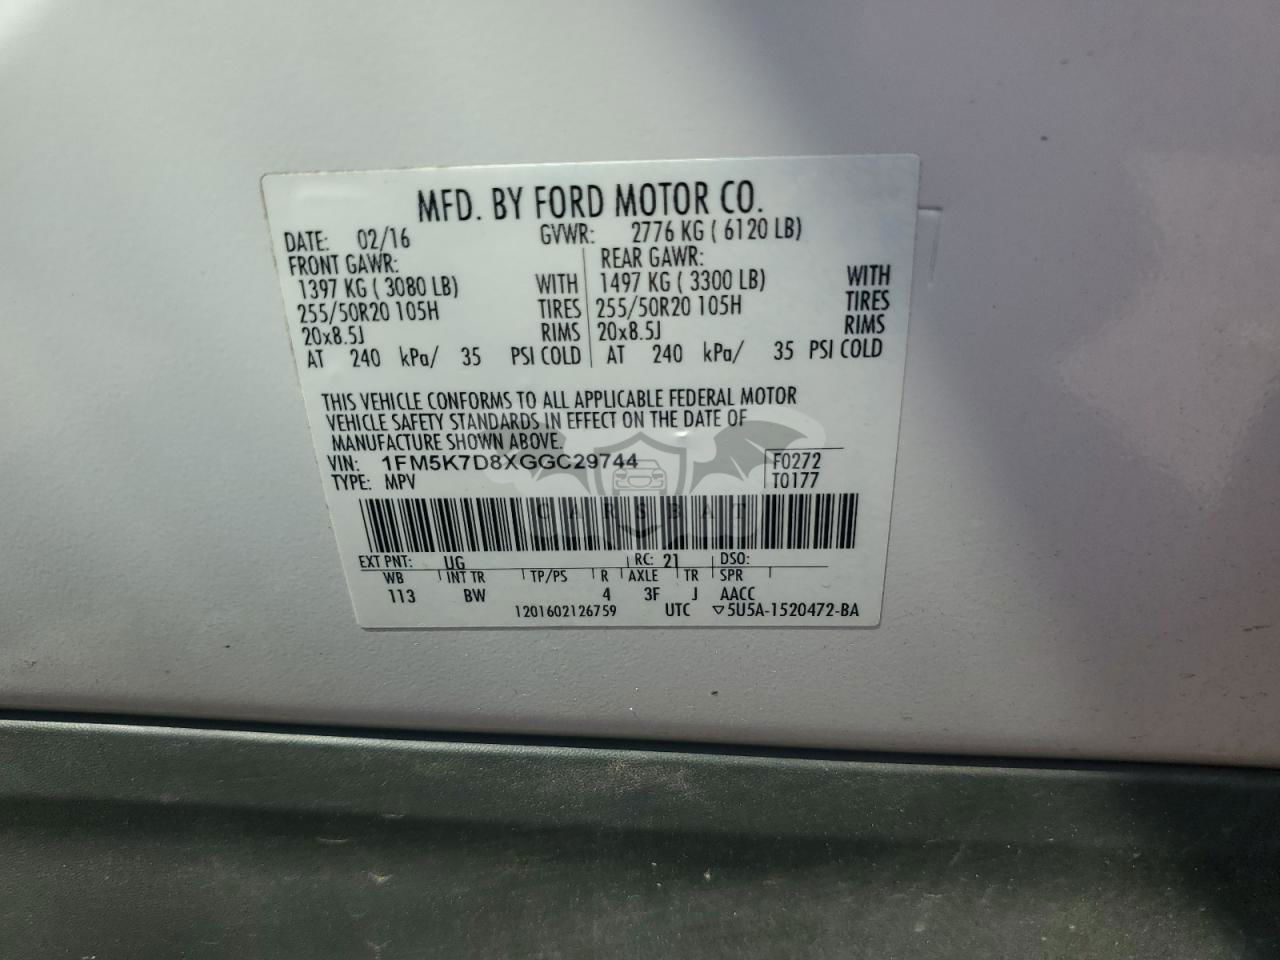 MFD. BY FORD MOTOR CO.
DATE: 02/16 GVWR: 2776 KG ( 6120 LB)
FRONT GAWR: REAR GAWR:
1397 KG ( 3080 LB) WITH 1497 KG ( 3300 LB) WITH
255/50R20 105H TIRES 255/50R20 105H TIRES
20x8.5J RIMS 20x8.5J RIMS
AT 240 kPa/ 35 PSI COLD AT 240 kPa/ 35 PSI COLD
THIS VEHICLE CONFORMS TO ALL APPLICABLE FEDERAL MOTOR
VEHICLE SAFETY STANDARDS IN EFFECT ON THE DATE OF
MANUFACTURE SHOWN ABOVE.
VIN: 1FM5K7D8XGGC29744 F0272
TYPE: MPV T0177
CARSBAT
EXT PNT: UG RC: 21 DSO:
WB INT TR TP/PS R AXLE TR SPR
113 BW 4 3F J AACC
1201602126759 UTC ▽5U5A-1520472-BA